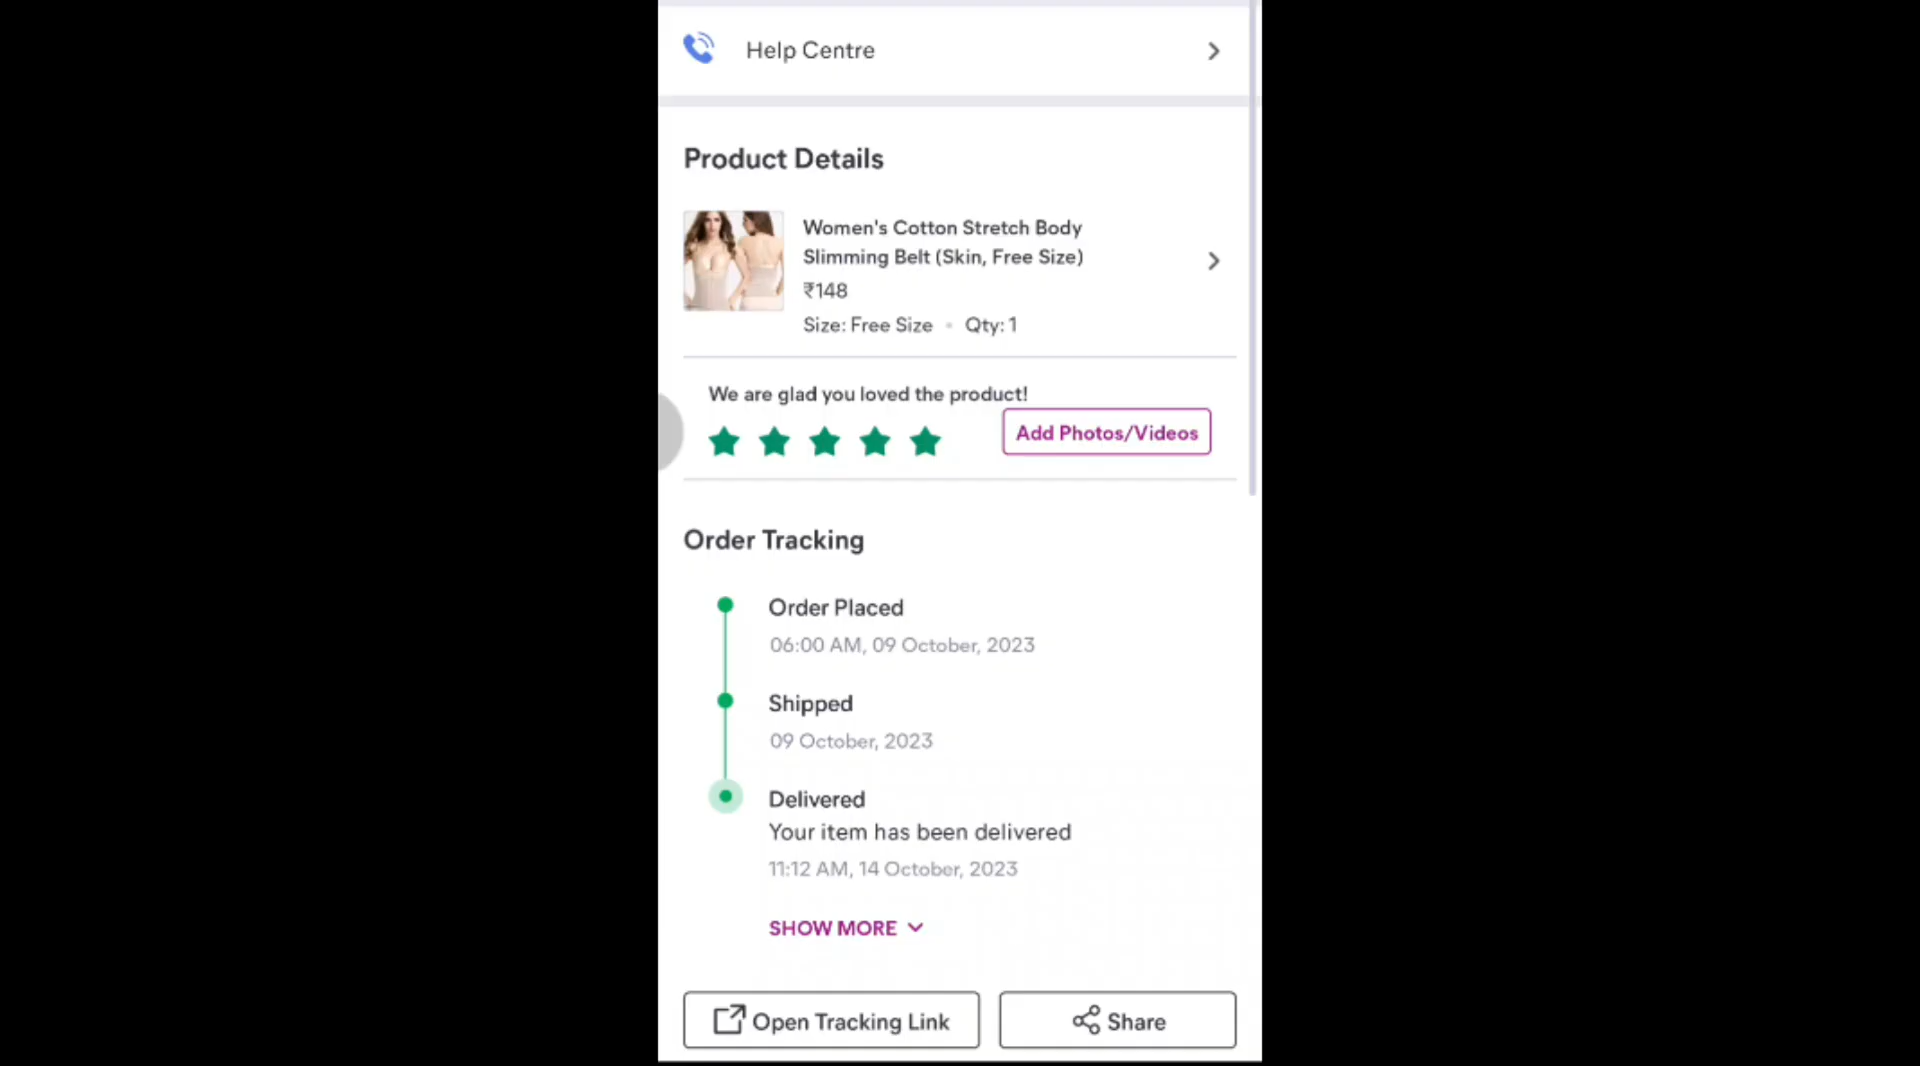 Help Centre
Product Details
Women's Cotton Stretch Body
Slimming Belt (Skin, Free Size)
₹148
Size: Free Size • Qty: 1
We are glad you loved the product!
Add Photos/Videos
Order Tracking
Order Placed
06:00 AM, 09 October, 2023
Shipped
09 October, 2023
Delivered
Your item has been delivered
11:12 AM, 14 October, 2023
SHOW MORE
Open Tracking Link
Share